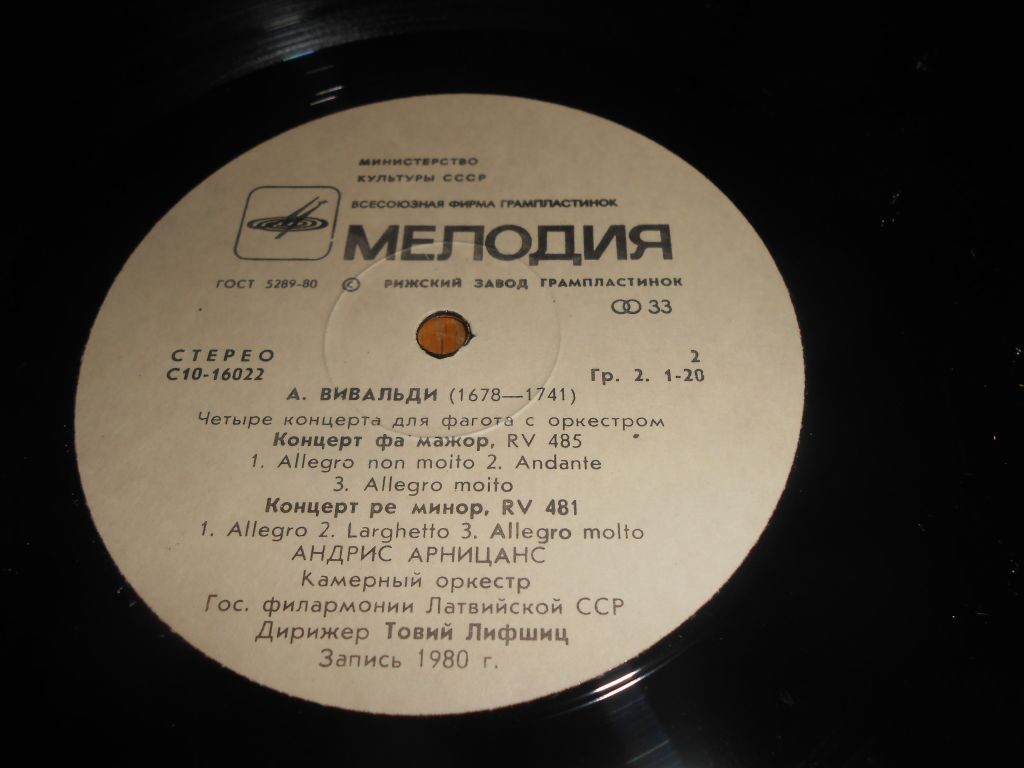 МИНИСТЕРСТВО
КУЛЬТУРЫ СССР
ВСЕСОЮЗНАЯ ФИРМА ГРАМПЛАСТИНОК
МЕЛОДИЯ
ГОСТ 5289-80 © РИЖСКИЙ ЗАВОД ГРАМПЛАСТИНОК
33
СТЕРЕО 2
С10-16022 Гр. 2. 1-20
А. ВИВАЛЬДИ (1678—1741)
Четыре концерта для фагота с оркестром
Концерт фа мажор, RV 485
1. Allegro non moito 2. Andante
3. Allegro moito
Концерт ре минор, RV 481
1. Allegro 2. Larghetto 3. Allegro molto
АНДРИС АРНИЦАНС
Камерный оркестр
Гос. филармонии Латвийской ССР
Дирижер Товий Лифшиц
Запись 1980 г.